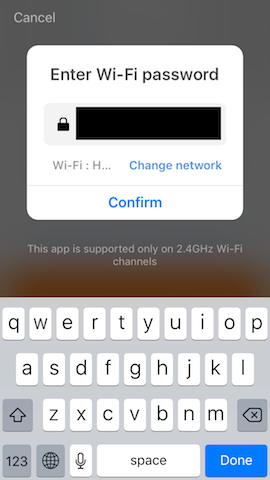 Cancel
Enter Wi-Fi password
Wi-Fi : H... Change network
Confirm
This app is supported only on 2.4GHz Wi-Fi
channels
q w e r t y u i o p
a s d f g h j k l
z x c v b n m
123 space Done